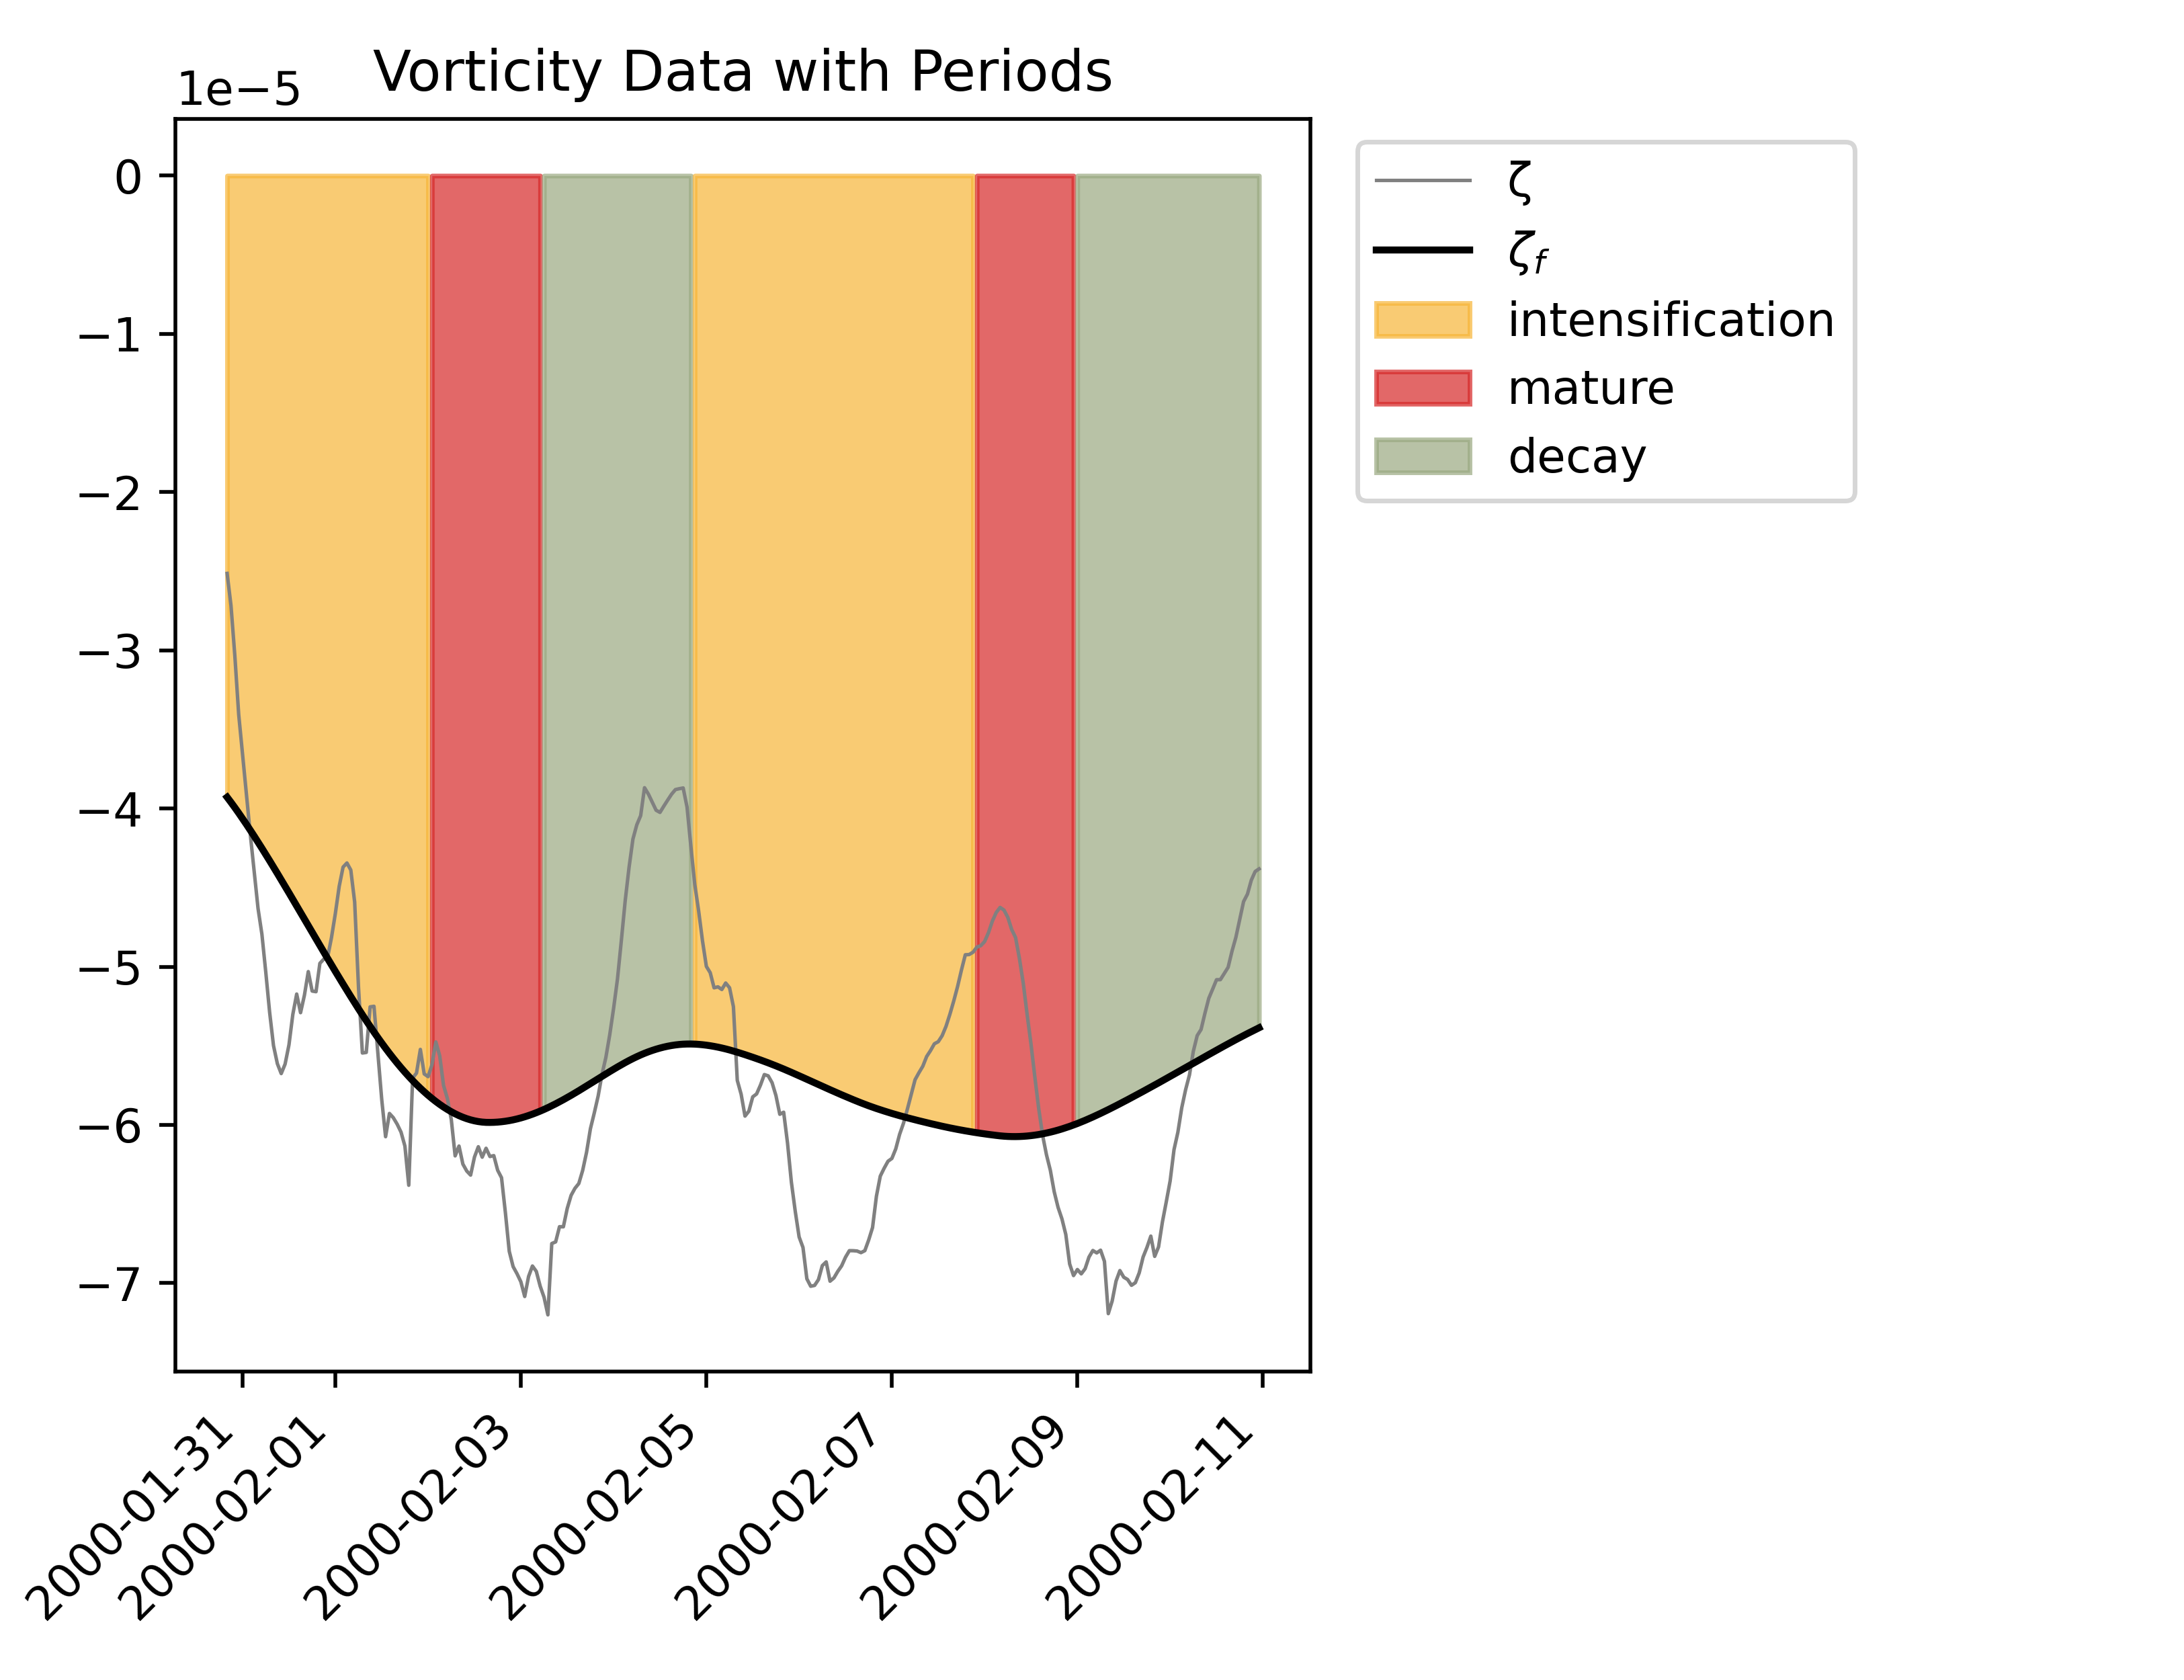 Vorticity Data with Periods
1e−5
0
−1
−2
−3
−4
−5
−6
−7
2000-01-31
2000-02-01
2000-02-03
2000-02-05
2000-02-07
2000-02-09
2000-02-11
ζ
ζf
intensification
mature
decay